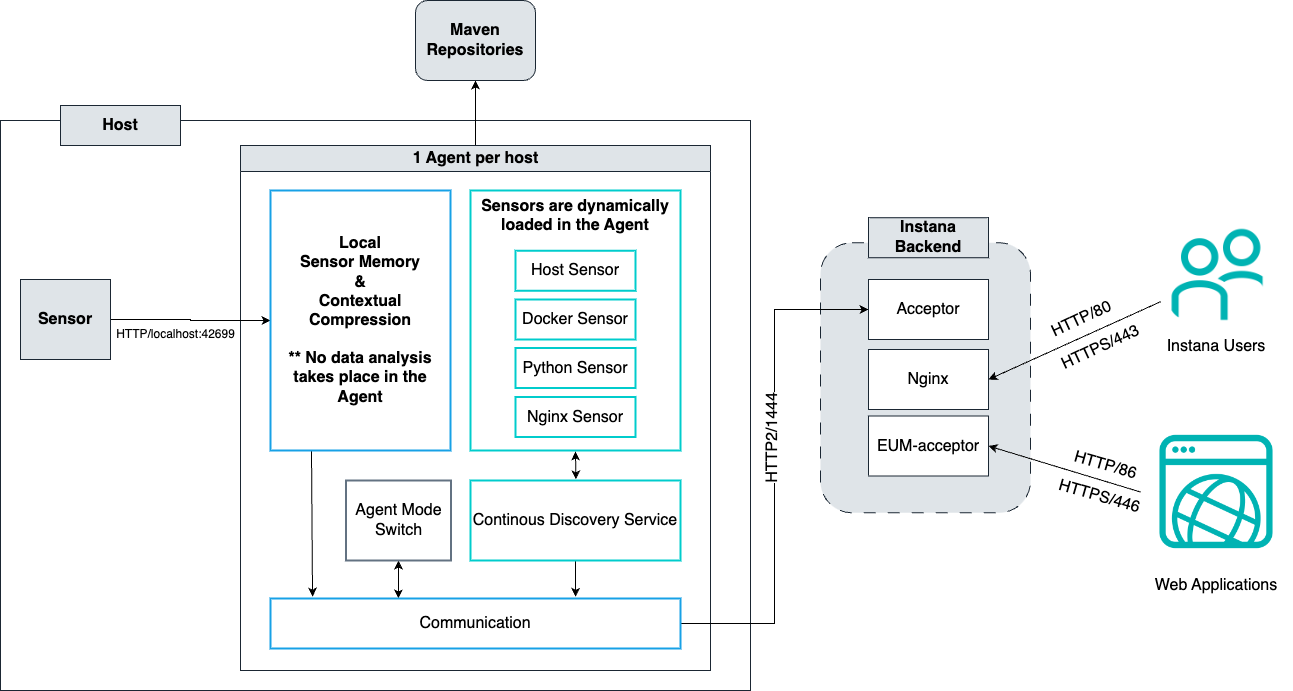 Maven
Repositories
Host
1 Agent per host
Sensor
HTTP/localhost:42699
Local
Sensor Memory
&
Contextual
Compression
** No data analysis
takes place in the
Agent
Sensors are dynamically
loaded in the Agent
Host Sensor
Docker Sensor
Python Sensor
Nginx Sensor
Agent Mode
Switch
Continous Discovery Service
Communication
HTTP2/1444
Instana
Backend
Acceptor
Nginx
EUM-acceptor
HTTP/80
HTTPS/443
Instana Users
HTTP/86
HTTPS/446
Web Applications